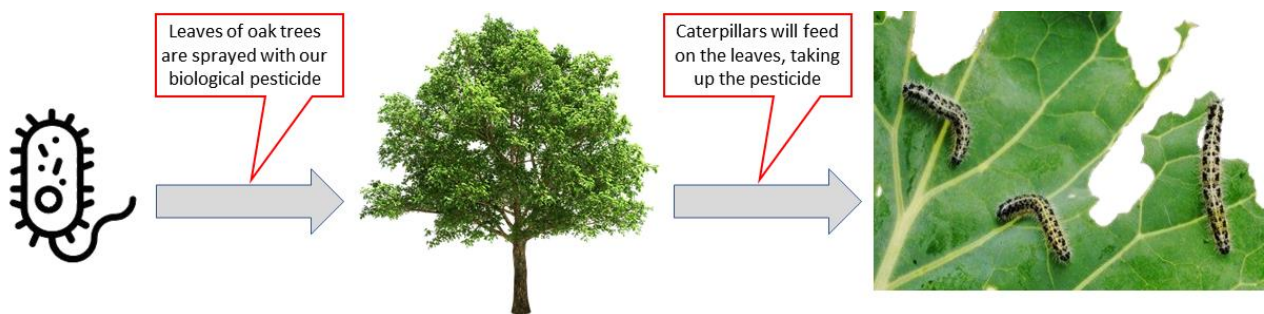 Leaves of oak trees
are sprayed with our
biological pesticide
Caterpillars will feed
on the leaves, taking
up the pesticide